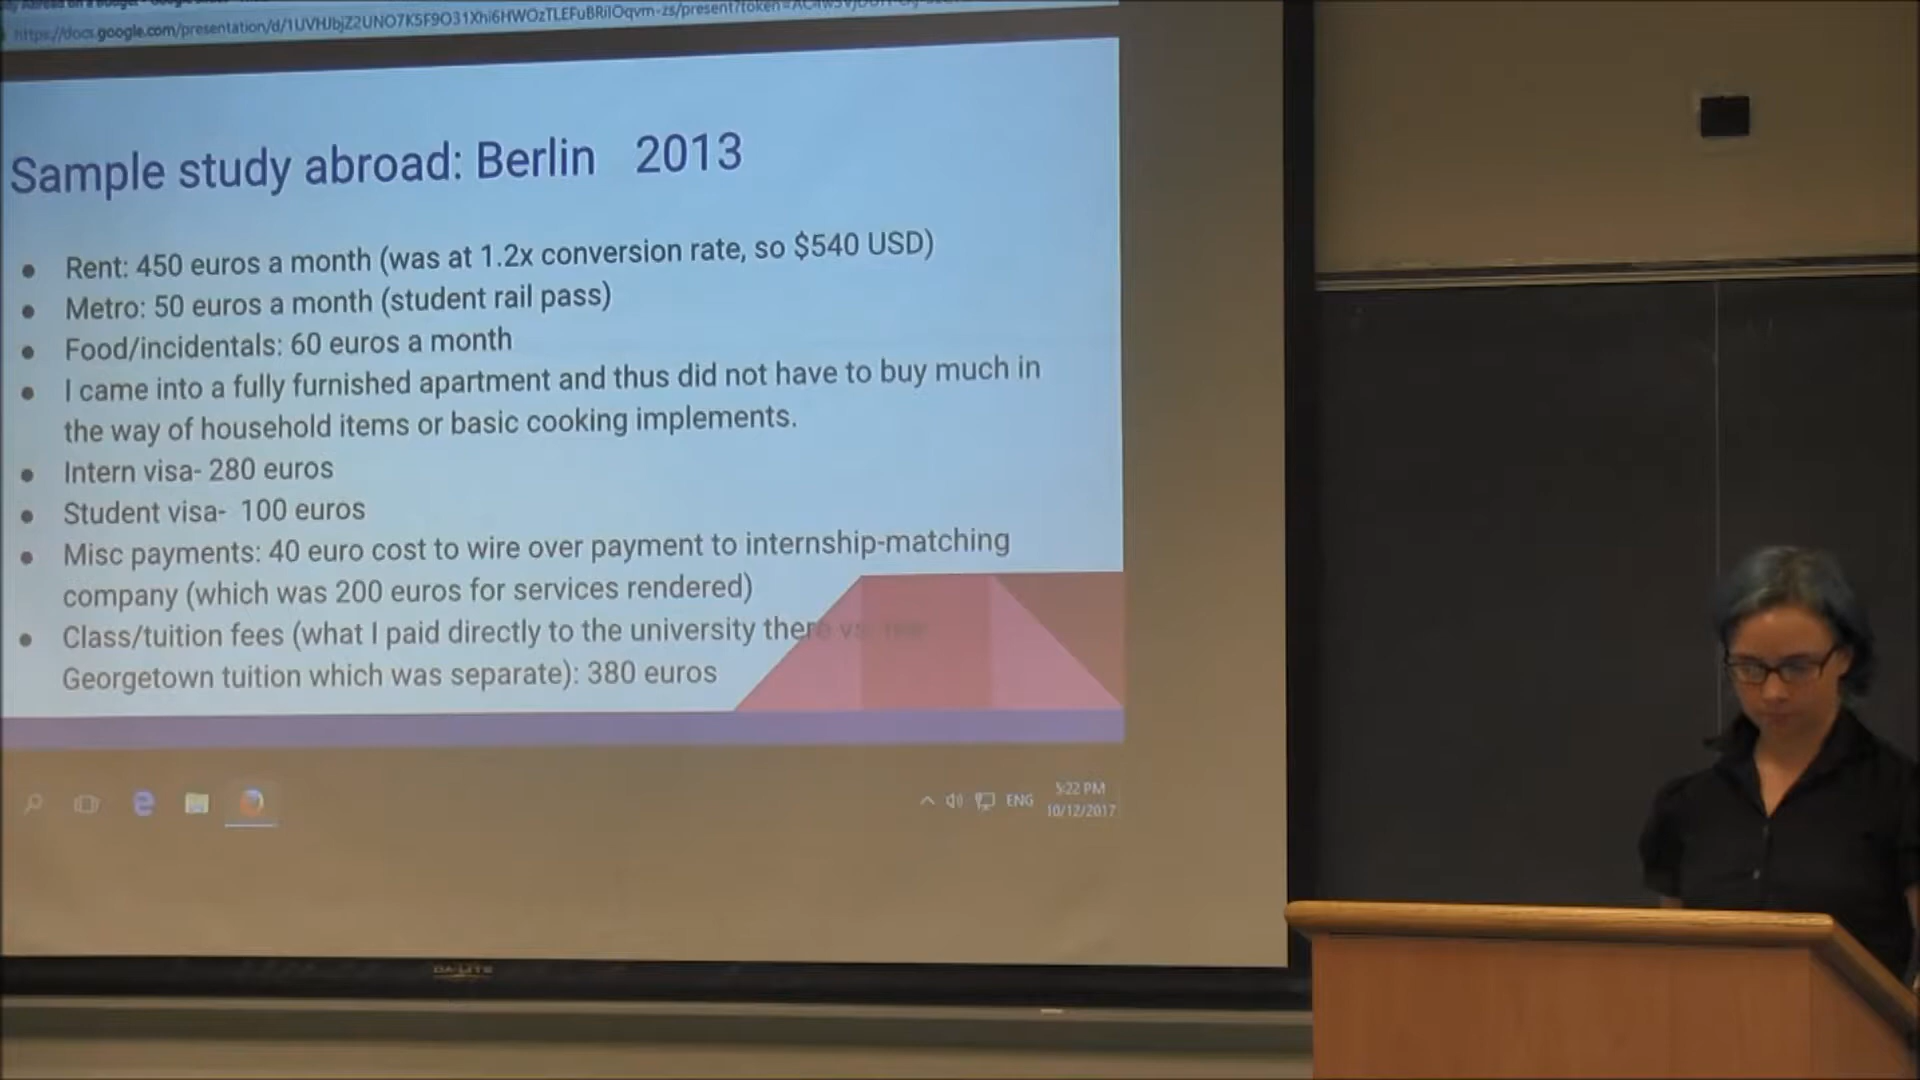 Sample study abroad: Berlin 2013
● Rent: 450 euros a month (was at 1.2x conversion rate, so $540 USD)
● Metro: 50 euros a month (student rail pass)
● Food/incidentals: 60 euros a month
● I came into a fully furnished apartment and thus did not have to buy much in
the way of household items or basic cooking implements.
● Intern visa- 280 euros
● Student visa- 100 euros
● Misc payments: 40 euro cost to wire over payment to internship-matching
company (which was 200 euros for services rendered)
● Class/tuition fees (what I paid directly to the university there
Georgetown tuition which was separate): 380 euros
ENG
5:22 PM
10/12/2017
DA-LITE